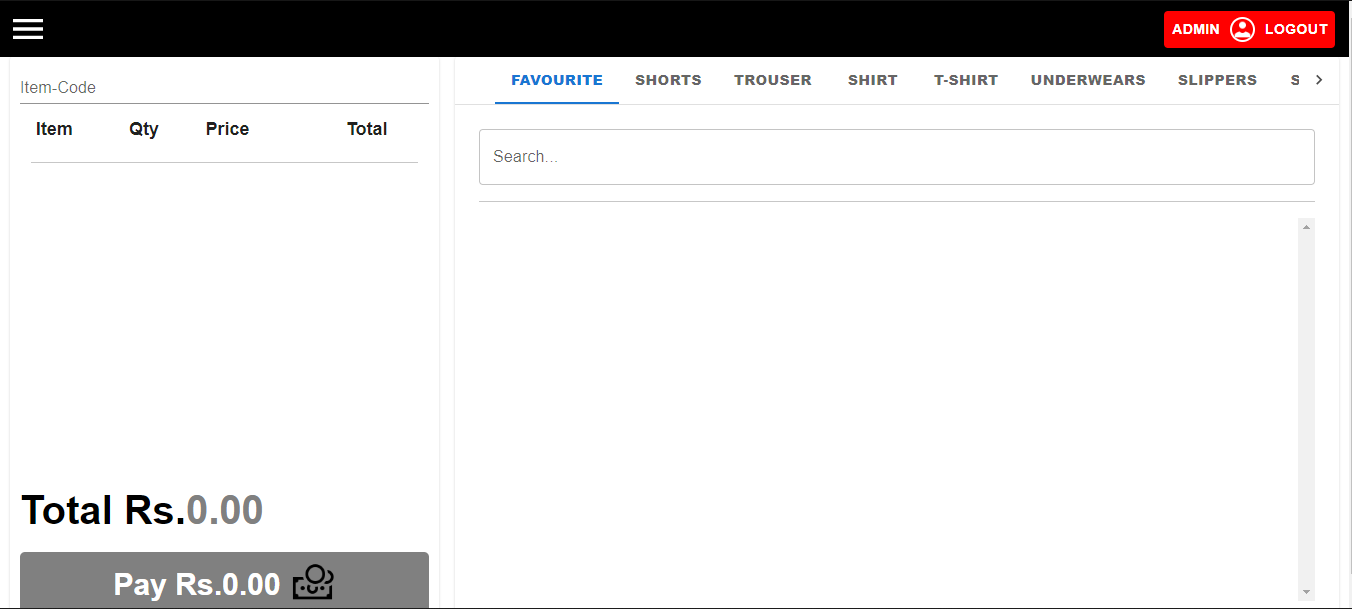 ADMIN LOGOUT
Item-Code
Item Qty Price Total
Total Rs.0.00
Pay Rs.0.00
FAVOURITE SHORTS TROUSER SHIRT T-SHIRT UNDERWEARS SLIPPERS S
Search...